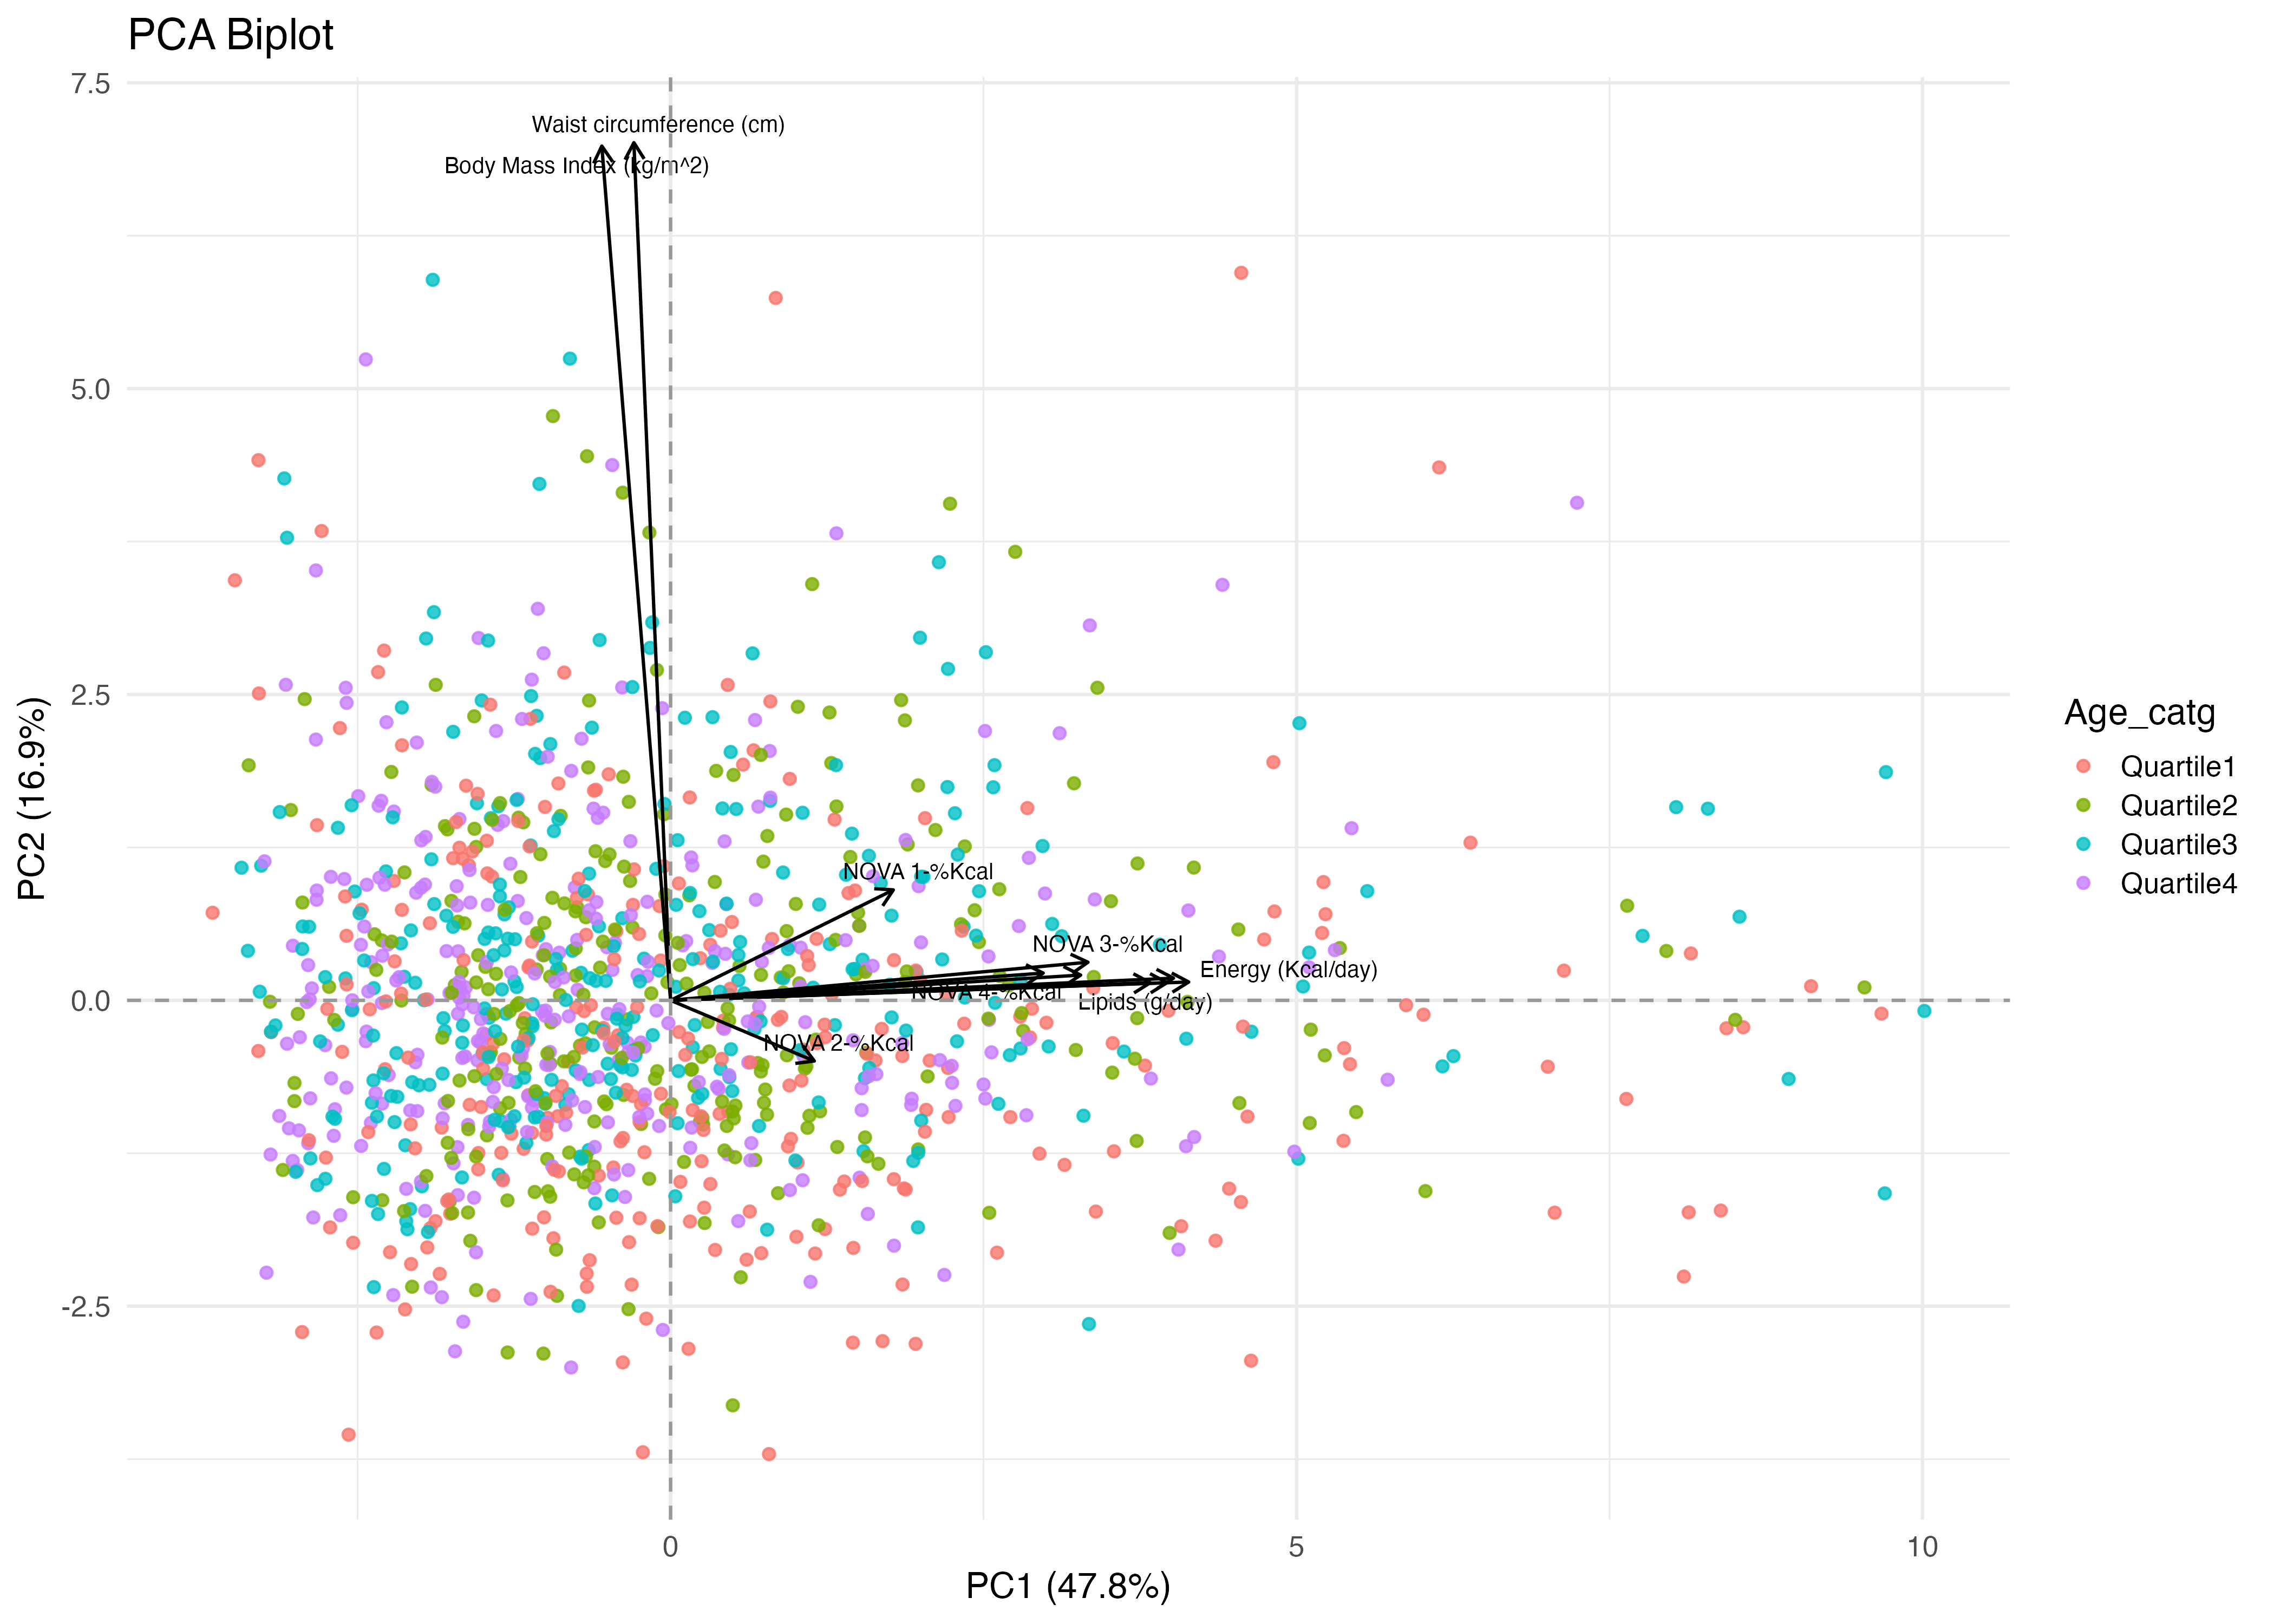 PCA Biplot
7.5
5.0
2.5
0.0
-2.5
PC2 (16.9%)
Waist circumference (cm)
Body Mass Index (kg/m^2)
NOVA 1-%Kcal
NOVA 3-%Kcal
Energy (Kcal/day)
NOVA 4-%Kcal
Lipids (g/day)
NOVA 2-%Kcal
0
5
10
PC1 (47.8%)
Age_catg
Quartile1
Quartile2
Quartile3
Quartile4